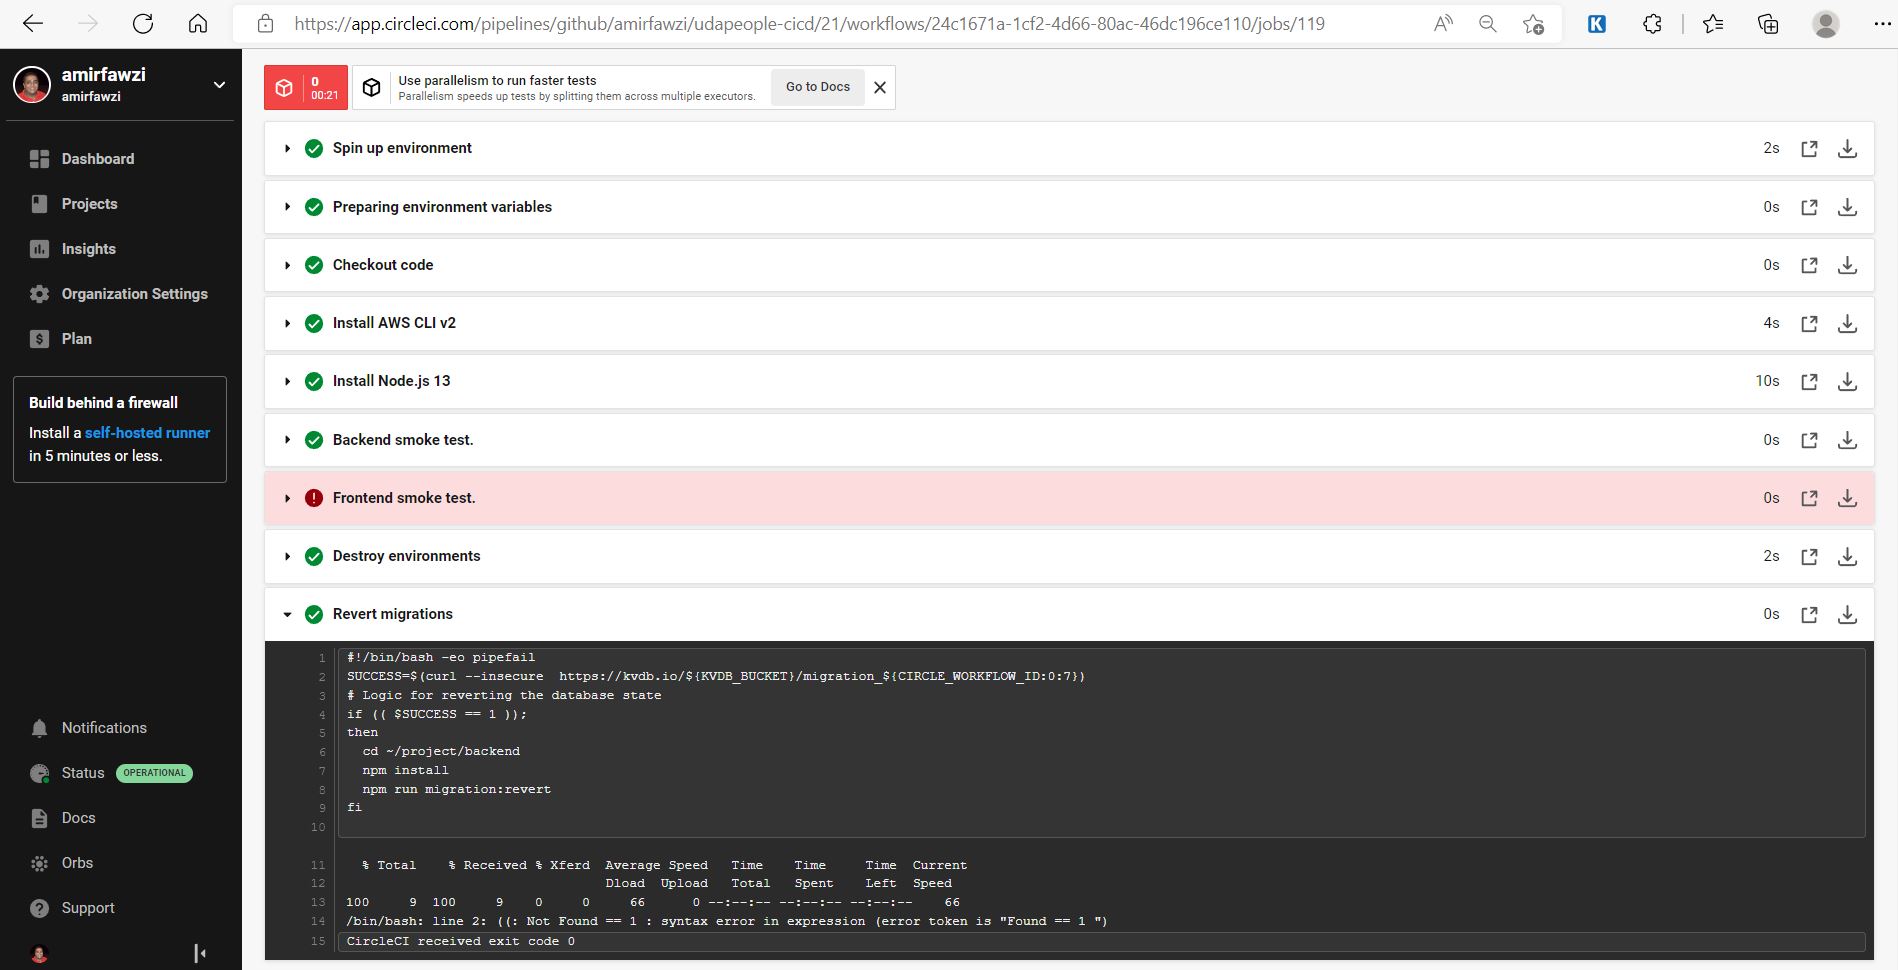 https://app.circleci.com/pipelines/github/amirfawzi/udapeople-cicd/21/workflows/24c1671a-1cf2-4d66-80ac-46dc196ce110/jobs/119
amirfawzi
amirfawzi
Dashboard
Projects
Insights
Organization Settings
Plan
Build behind a firewall
Install a self-hosted runner
in 5 minutes or less.
Notifications
Status OPERATIONAL
Docs
Orbs
Support
0
00:21
Use parallelism to run faster tests
Parallelism speeds up tests by splitting them across multiple executors.
Go to Docs
Spin up environment 2s
Preparing environment variables 0s
Checkout code 0s
Install AWS CLI v2 4s
Install Node.js 13 10s
Backend smoke test. 0s
Frontend smoke test. 0s
Destroy environments 2s
Revert migrations 0s
1 #!/bin/bash -eo pipefail
2 SUCCESS=$(curl --insecure  https://kvdb.io/${KVDB_BUCKET}/migration_${CIRCLE_WORKFLOW_ID:0:7})
3 # Logic for reverting the database state
4 if (( $SUCCESS == 1 ));
5 then
6   cd ~/project/backend
7   npm install
8   npm run migration:revert
9 fi
10
11   % Total    % Received % Xferd  Average Speed   Time    Time     Time  Current
12                                  Dload  Upload   Total   Spent    Left  Speed
13 100     9  100     9    0     0     66      0 --:--:-- --:--:-- --:--:--    66
14 /bin/bash: line 2: ((: Not Found == 1 : syntax error in expression (error token is "Found == 1 ")
15 CircleCI received exit code 0